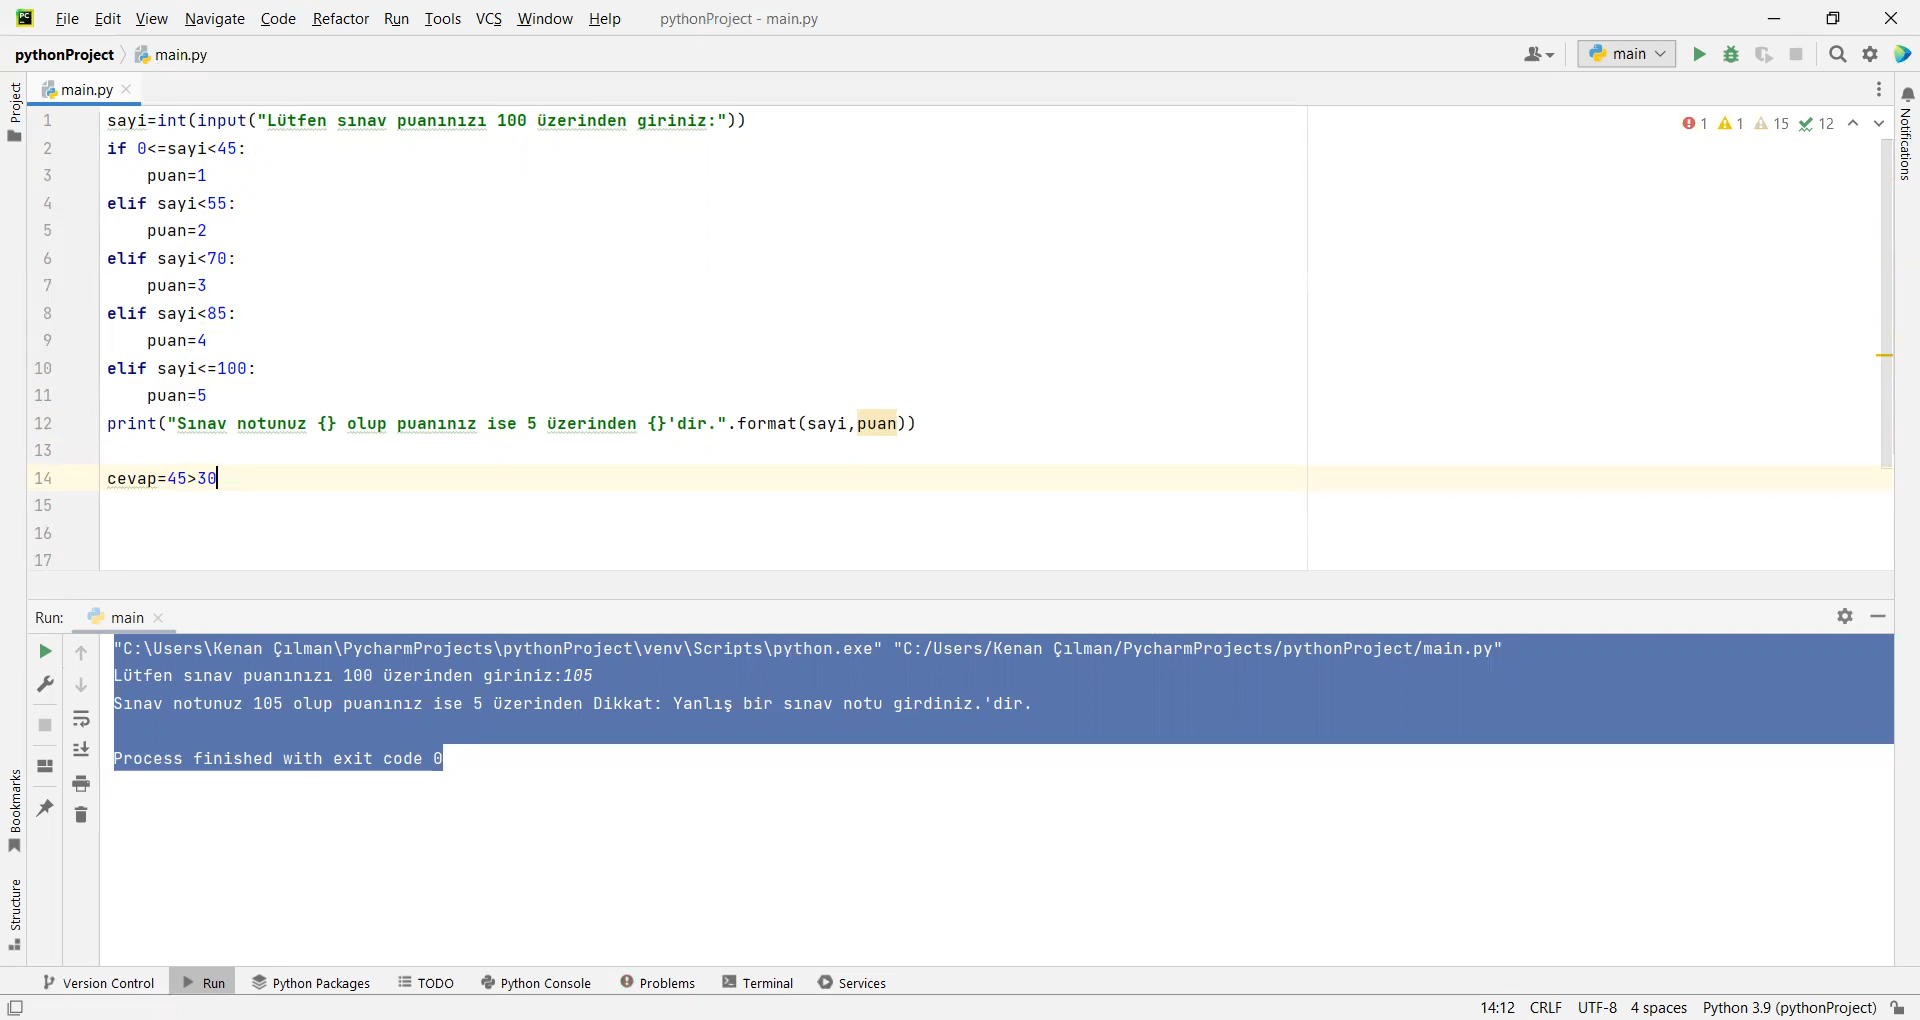 File Edit View Navigate Code Refactor Run Tools VCS Window Help pythonProject - main.py
pythonProject main.py main
Project
main.py
1 sayi=int(input("Lütfen sınav puanınızı 100 üzerinden giriniz:"))
1 1 15 12
2 if 0<=sayi<45:
3 puan=1
4 elif sayi<55:
5 puan=2
6 elif sayi<70:
7 puan=3
8 elif sayi<85:
9 puan=4
10 elif sayi<=100:
11 puan=5
12 print("Sınav notunuz {} olup puanınız ise 5 üzerinden {}'dir.".format(sayi,puan))
13
14 cevap=45>30
15
16
17
Notifications
Run: main
"C:\Users\Kenan Çılman\PycharmProjects\pythonProject\venv\Scripts\python.exe" "C:/Users/Kenan Çılman/PycharmProjects/pythonProject/main.py"
Lütfen sınav puanınızı 100 üzerinden giriniz:105
Sınav notunuz 105 olup puanınız ise 5 üzerinden Dikkat: Yanlış bir sınav notu girdiniz.'dir.
Process finished with exit code 0
Bookmarks
Structure
Version Control Run Python Packages TODO Python Console Problems Terminal Services
14:12 CRLF UTF-8 4 spaces Python 3.9 (pythonProject)